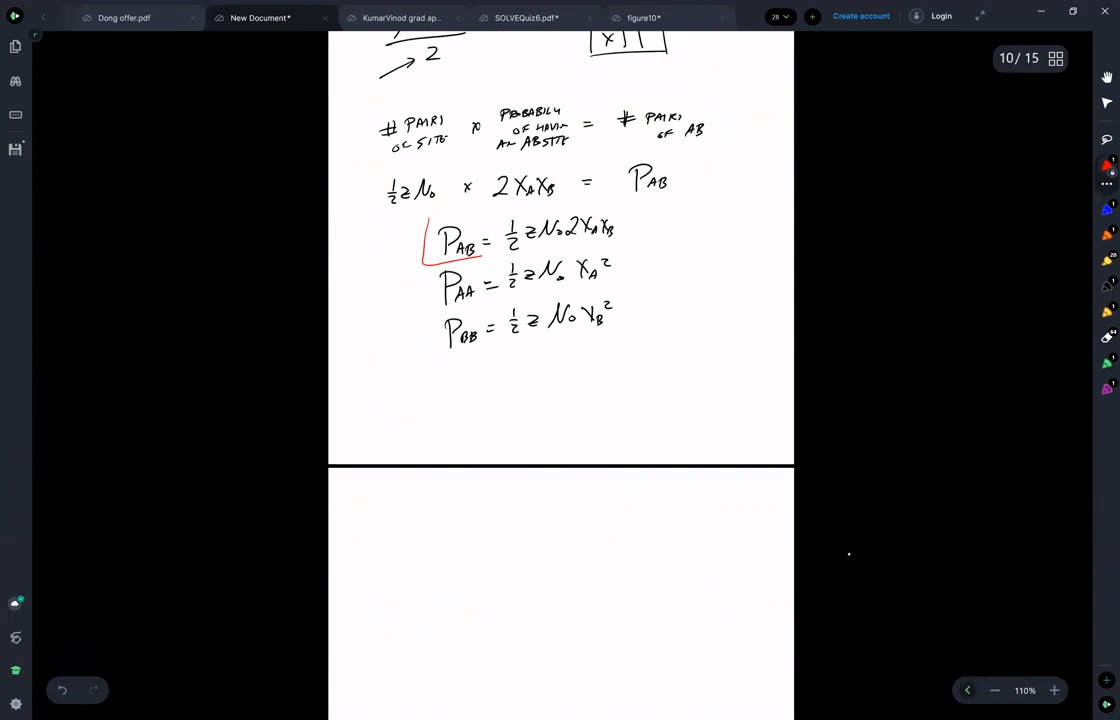 Dong offer.pdf
New Document*
KumarVinod grad ap...
SOLVEQuiz6.pdf*
figure10*
28
Create account
Login
10/15
2
# PAIRS OF SITE × PROBABILITY OF HAVING AN AB SITE = # PAIRS OF AB
½ z N₀ × 2 X_A X_B = P_AB
P_AB = ½ z N₀ 2 X_A X_B
P_AA = ½ z N₀ X_A²
P_BB = ½ z N₀ X_B²
110%